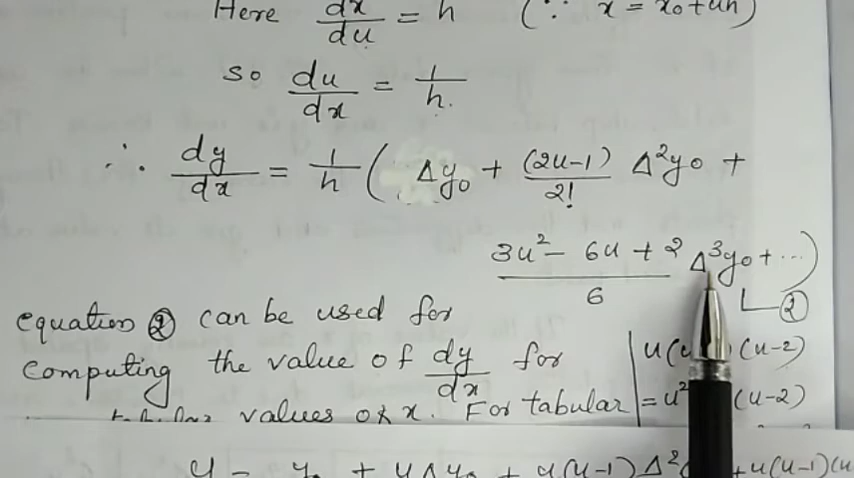 Here dx/du = h (∵ x = x₀ + uh)
so du/dx = 1/h.
∴ dy/dx = 1/h ( Δy₀ + (2u-1)/2! Δ²y₀ +
3u² - 6u + 2 / 6 Δ³y₀ + ...)
② 
equation ② can be used for
computing the value of dy/dx for
values of x. For tabular
u(u (u-2)
= u² (u-2)
y = y₀ + uΔy₀ + u(u-1)Δ² + u(u-1)(u